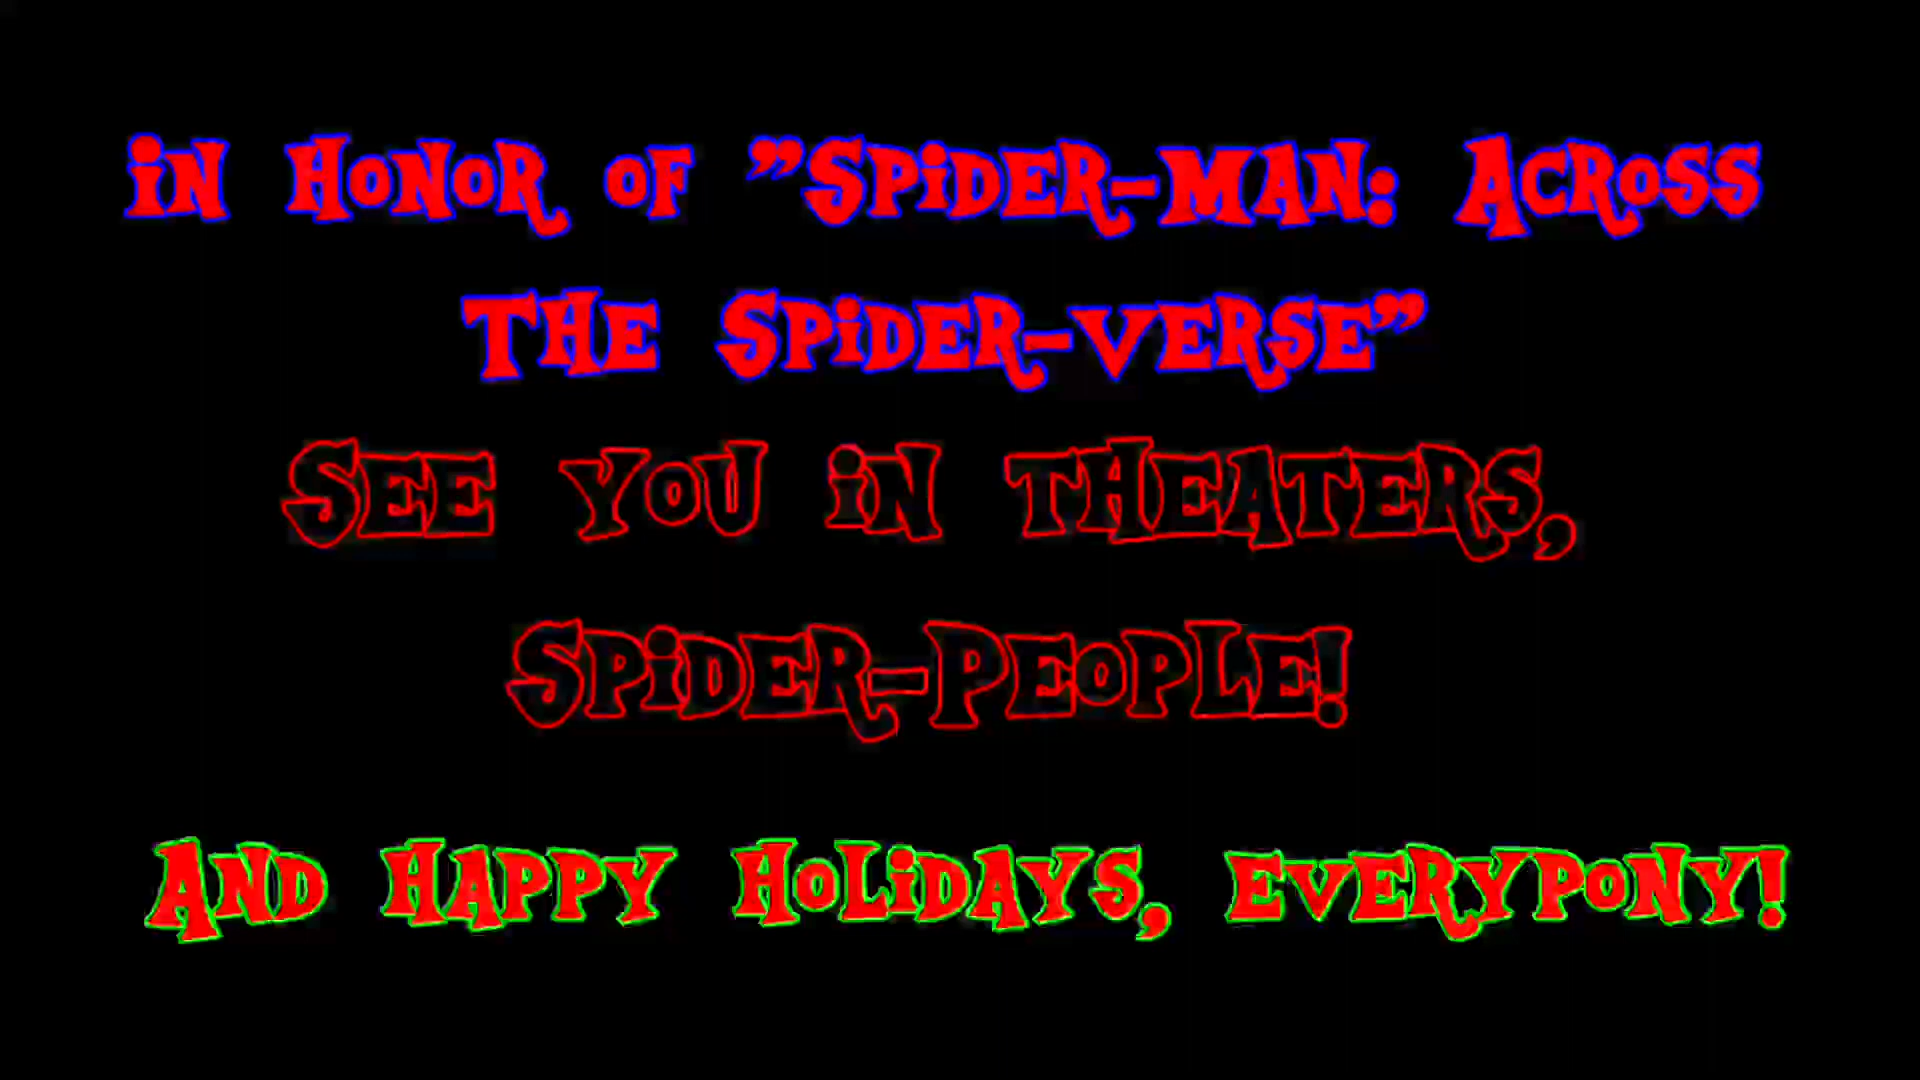 in Honor of "Spider-Man: Across
The Spider-verse"
See you in theaters,
Spider-People!
And Happy Holidays, everypony!